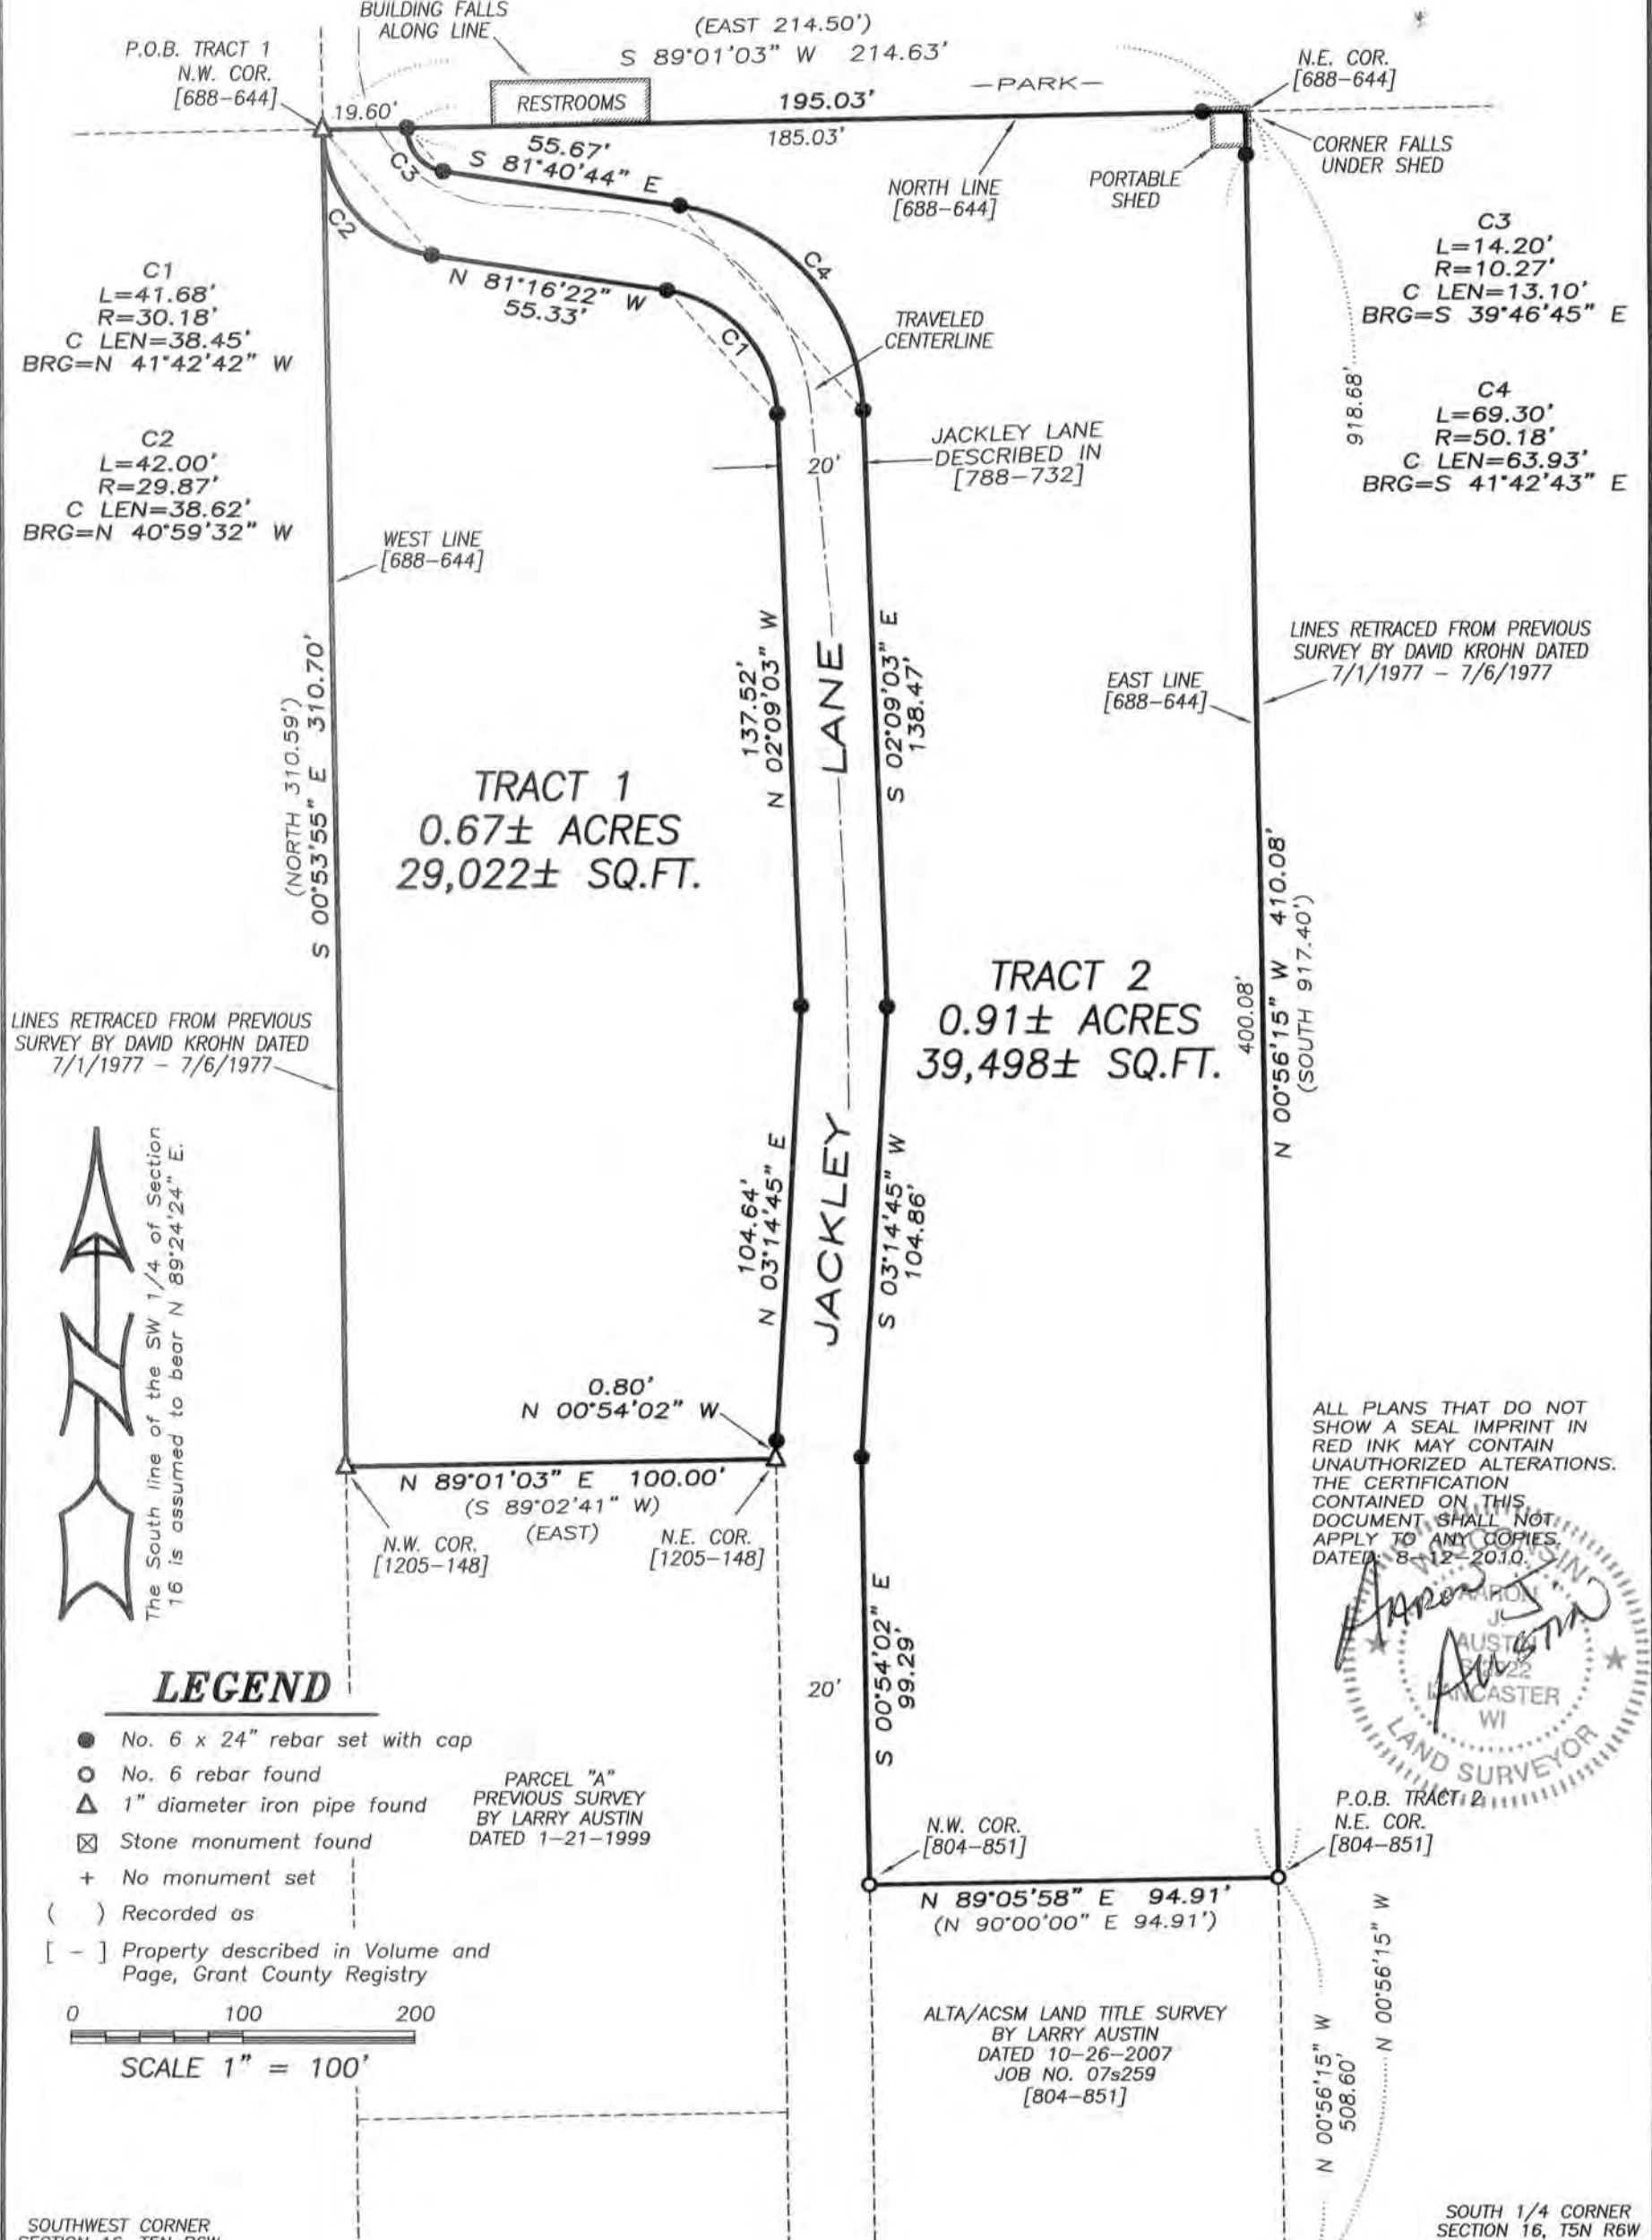 BUILDING FALLS
ALONG LINE
(EAST 214.50')
S 89°01'03" W 214.63'
P.O.B. TRACT 1
N.W. COR.
[688-644]
N.E. COR.
[688-644]
19.60'
RESTROOMS
195.03'
-PARK-
185.03'
CORNER FALLS
UNDER SHED
PORTABLE
SHED
NORTH LINE
[688-644]
55.67'
S 81°40'44" E
C3
C2
C4
N 81°16'22" W
55.33'
C1
C1
L=41.68'
R=30.18'
C LEN=38.45'
BRG=N 41°42'42" W
C2
L=42.00'
R=29.87'
C LEN=38.62'
BRG=N 40°59'32" W
C3
L=14.20'
R=10.27'
C LEN=13.10'
BRG=S 39°46'45" E
C4
L=69.30'
R=50.18'
C LEN=63.93'
BRG=S 41°42'43" E
918.68'
TRAVELED
CENTERLINE
JACKLEY LANE
DESCRIBED IN
[788-732]
20'
WEST LINE
[688-644]
(NORTH 310.59')
S 00°53'55" E 310.70'
137.52'
N 02°09'03" W
S 02°09'03" E
138.47'
LINES RETRACED FROM PREVIOUS
SURVEY BY DAVID KROHN DATED
7/1/1977 - 7/6/1977
EAST LINE
[688-644]
TRACT 1
0.67± ACRES
29,022± SQ.FT.
TRACT 2
0.91± ACRES
39,498± SQ.FT.
400.08'
N 00°56'15" W 410.08'
(SOUTH 917.40')
LINES RETRACED FROM PREVIOUS
SURVEY BY DAVID KROHN DATED
7/1/1977 - 7/6/1977
JACKLEY LANE
104.64'
N 03°14'45" E
S 03°14'45" W
104.86'
The South line of the SW 1/4 of Section
16 is assumed to bear N 89°24'24" E.
0.80'
N 00°54'02" W
N 89°01'03" E 100.00'
(S 89°02'41" W)
(EAST)
N.W. COR.
[1205-148]
N.E. COR.
[1205-148]
ALL PLANS THAT DO NOT
SHOW A SEAL IMPRINT IN
RED INK MAY CONTAIN
UNAUTHORIZED ALTERATIONS.
THE CERTIFICATION
CONTAINED ON THIS
DOCUMENT SHALL NOT
APPLY TO ANY COPIES.
DATED: 8-12-2010
WISCONSIN
AARON
J.
AUSTIN
LANCASTER
WI
LAND SURVEYOR
Aaron J.
Austin
20'
S 00°54'02" E
99.29'
LEGEND
No. 6 x 24" rebar set with cap
No. 6 rebar found
1" diameter iron pipe found
Stone monument found
+ No monument set
( ) Recorded as
[ - ] Property described in Volume and
Page, Grant County Registry
PARCEL "A"
PREVIOUS SURVEY
BY LARRY AUSTIN
DATED 1-21-1999
0 100 200
SCALE 1" = 100'
N.W. COR.
[804-851]
P.O.B. TRACT 2
N.E. COR.
[804-851]
N 89°05'58" E 94.91'
(N 90°00'00" E 94.91')
ALTA/ACSM LAND TITLE SURVEY
BY LARRY AUSTIN
DATED 10-26-2007
JOB NO. 07s259
[804-851]
N 00°56'15" W
508.60'
N 00°56'15" W
SOUTHWEST CORNER
SOUTH 1/4 CORNER
SECTION 16, T5N R6W